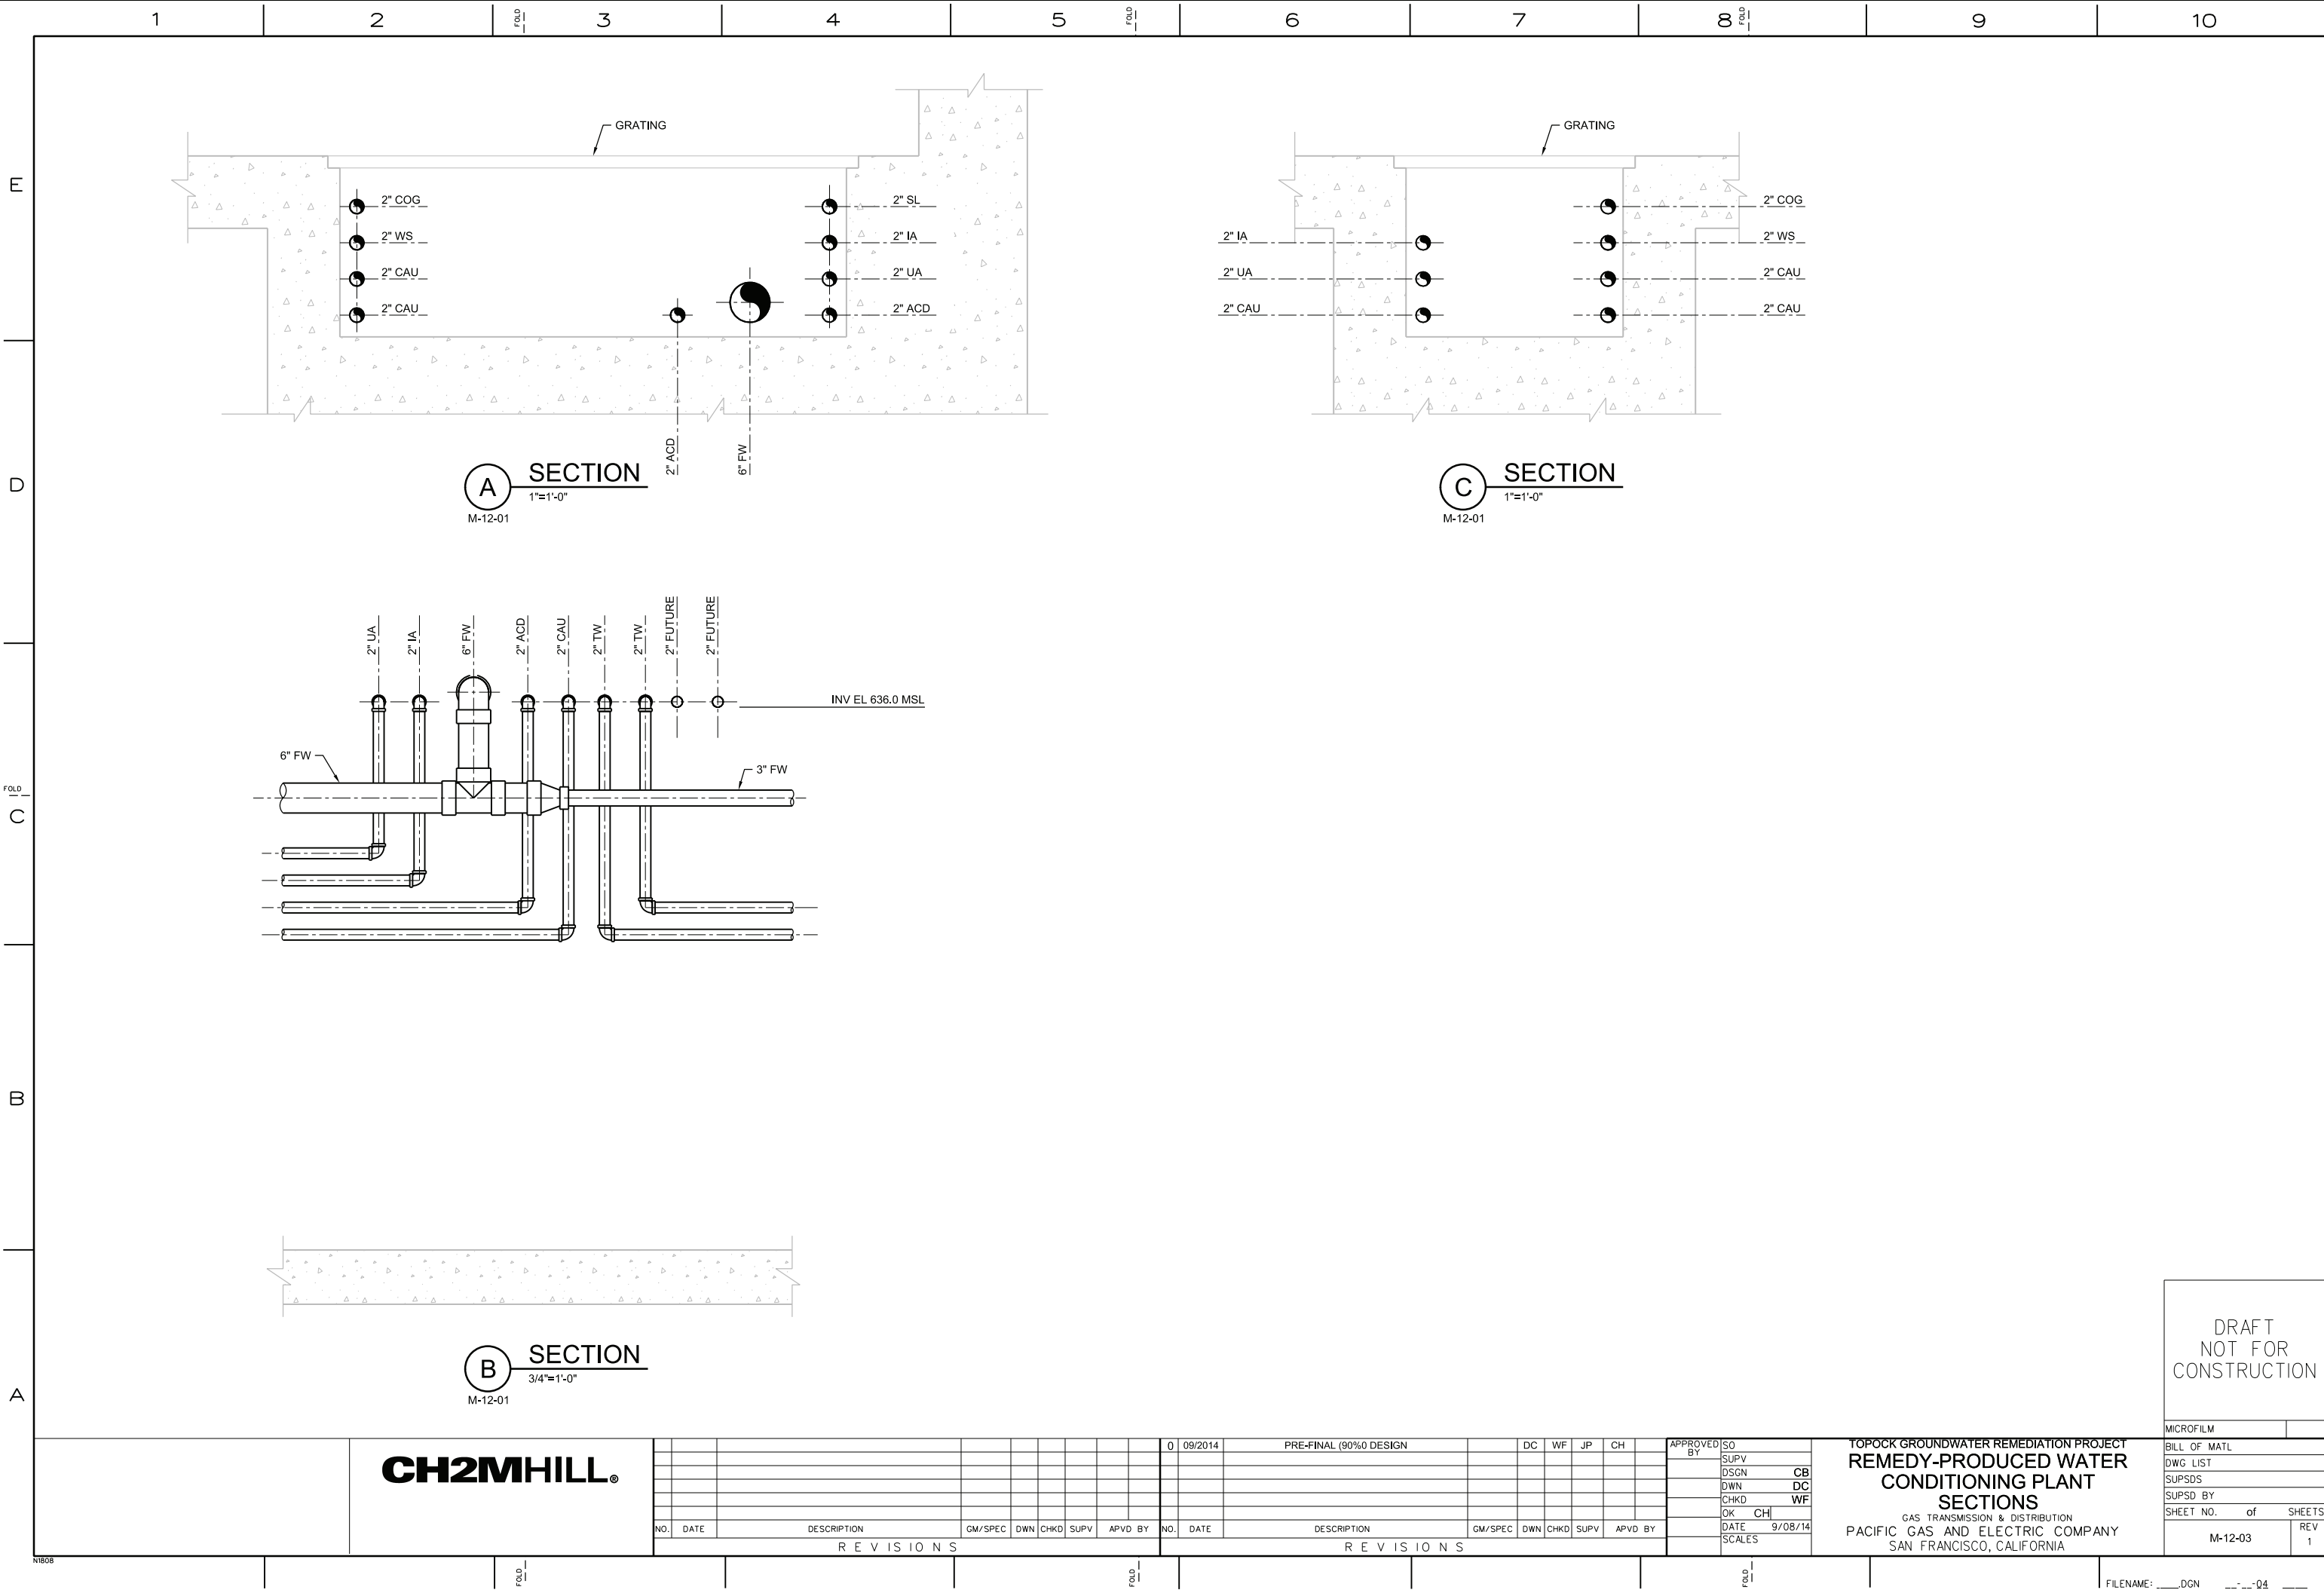 1 2 FOLD 3 4 5 FOLD 6 7 8 FOLD 9 10
E
D
FOLD
C
B
A
GRATING
2" COG
2" WS
2" CAU
2" CAU
2" SL
2" IA
2" UA
2" ACD
2" ACD
6" FW
A SECTION
1"=1'-0"
M-12-01
GRATING
2" IA
2" UA
2" CAU
2" COG
2" WS
2" CAU
2" CAU
C SECTION
1"=1'-0"
M-12-01
2" UA
2" IA
6" FW
2" ACD
2" CAU
2" TW
2" TW
2" FUTURE
2" FUTURE
INV EL 636.0 MSL
6" FW
3" FW
B SECTION
3/4"=1'-0"
M-12-01
DRAFT
NOT FOR
CONSTRUCTION
MICROFILM
BILL OF MATL
DWG LIST
SUPSDS
SUPSD BY
SHEET NO. of SHEETS
M-12-03
REV
1
CH2MHILL®
NO. DATE DESCRIPTION GM/SPEC DWN CHKD SUPV APVD BY
REVISIONS
0 09/2014 PRE-FINAL (90%0 DESIGN DC WF JP CH
NO. DATE DESCRIPTION GM/SPEC DWN CHKD SUPV APVD BY
REVISIONS
APPROVED BY
SO
SUPV
DSGN CB
DWN DC
CHKD WF
OK CH
DATE 9/08/14
SCALES
TOPOCK GROUNDWATER REMEDIATION PROJECT
REMEDY-PRODUCED WATER
CONDITIONING PLANT
SECTIONS
GAS TRANSMISSION & DISTRIBUTION
PACIFIC GAS AND ELECTRIC COMPANY
SAN FRANCISCO, CALIFORNIA
N1808
FOLD FOLD FOLD
FILENAME: ____.DGN __-__-04